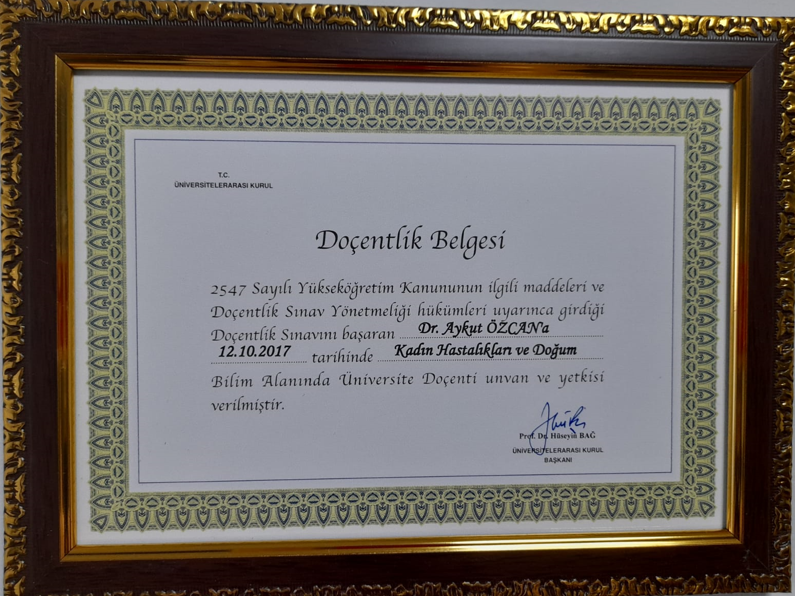 T.C.
ÜNİVERSİTELERARASI KURUL
Doçentlik Belgesi
2547 Sayılı Yükseköğretim Kanununun ilgili maddeleri ve
Doçentlik Sınav Yönetmeliği hükümleri uyarınca girdiği
Doçentlik Sınavını başaran Dr. Aykut ÖZCAN'a
12.10.2017 tarihinde Kadın Hastalıkları ve Doğum
Bilim Alanında Üniversite Doçenti unvan ve yetkisi
verilmiştir.
Prof. Dr. Hüseyin BAĞ
ÜNİVERSİTELERARASI KURUL
BAŞKANI